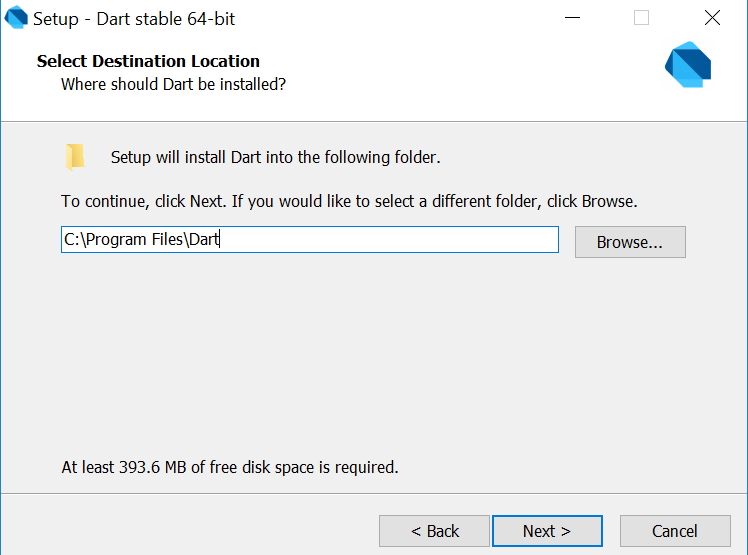 Setup - Dart stable 64-bit
Select Destination Location
Where should Dart be installed?
Setup will install Dart into the following folder.
To continue, click Next. If you would like to select a different folder, click Browse.
C:\Program Files\Dart
Browse...
At least 393.6 MB of free disk space is required.
< Back
Next >
Cancel